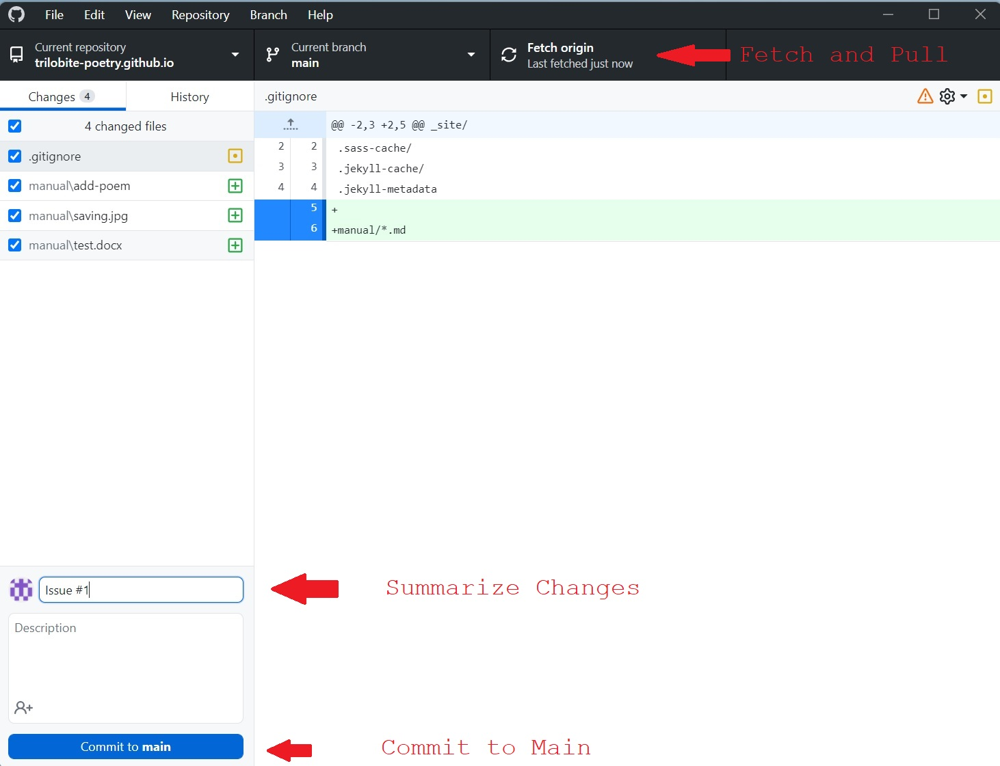 File Edit View Repository Branch Help
Current repository
trilobite-poetry.github.io
Current branch
main
Fetch origin
Last fetched just now
Fetch and Pull
Changes 4
History
.gitignore
4 changed files
.gitignore
manual\add-poem
manual\saving.jpg
manual\test.docx
@@ -2,3 +2,5 @@ _site/
2 2 .sass-cache/
3 3 .jekyll-cache/
4 4 .jekyll-metadata
5 +
6 +manual/*.md
Issue #1
Summarize Changes
Description
Commit to main
Commit to Main